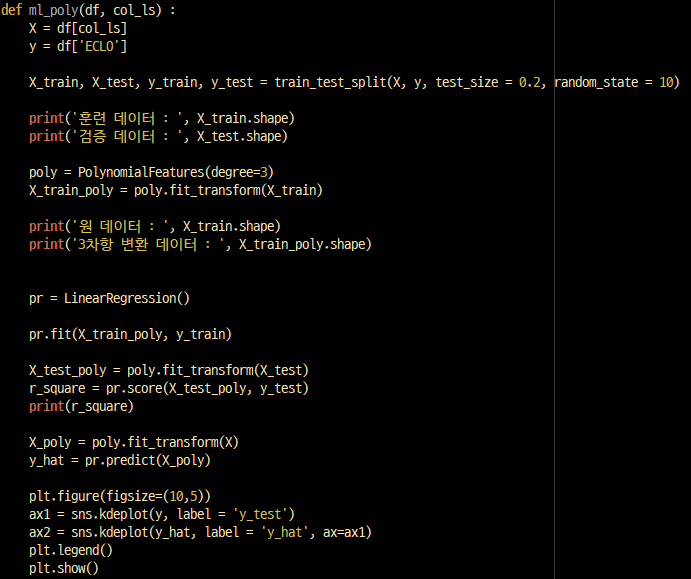 def ml_poly(df, col_ls) :
    X = df[col_ls]
    y = df['ECLO']
    X_train, X_test, y_train, y_test = train_test_split(X, y, test_size = 0.2, random_state = 10)
    print('훈련 데이터 : ', X_train.shape)
    print('검증 데이터 : ', X_test.shape)
    poly = PolynomialFeatures(degree=3)
    X_train_poly = poly.fit_transform(X_train)
    print('원 데이터 : ', X_train.shape)
    print('3차항 변환 데이터 : ', X_train_poly.shape)
    pr = LinearRegression()
    pr.fit(X_train_poly, y_train)
    X_test_poly = poly.fit_transform(X_test)
    r_square = pr.score(X_test_poly, y_test)
    print(r_square)
    X_poly = poly.fit_transform(X)
    y_hat = pr.predict(X_poly)
    plt.figure(figsize=(10,5))
    ax1 = sns.kdeplot(y, label = 'y_test')
    ax2 = sns.kdeplot(y_hat, label = 'y_hat', ax=ax1)
    plt.legend()
    plt.show()